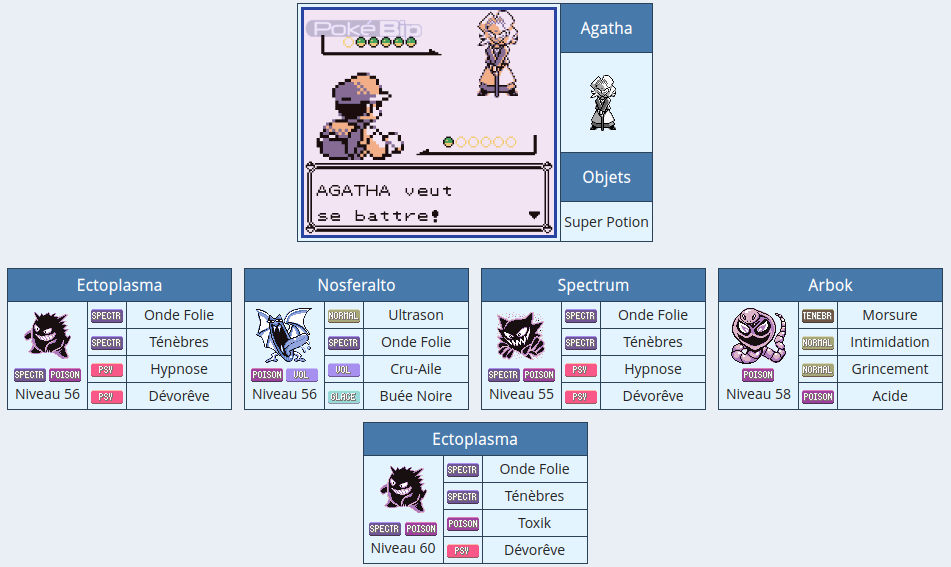 Poké Bip
Agatha
AGATHA veut
se battre!
Objets
Super Potion
Ectoplasma
SPECTR Onde Folie
SPECTR Ténèbres
PSY Hypnose
PSY Dévorêve
SPECTR POISON
Niveau 56
Nosferalto
NORMAL Ultrason
SPECTR Onde Folie
VOL Cru-Aile
GLACE Buée Noire
POISON VOL
Niveau 56
Spectrum
SPECTR Onde Folie
SPECTR Ténèbres
PSY Hypnose
PSY Dévorêve
SPECTR POISON
Niveau 55
Arbok
TENEBR Morsure
NORMAL Intimidation
NORMAL Grincement
POISON Acide
POISON
Niveau 58
Ectoplasma
SPECTR Onde Folie
SPECTR Ténèbres
POISON Toxik
PSY Dévorêve
SPECTR POISON
Niveau 60